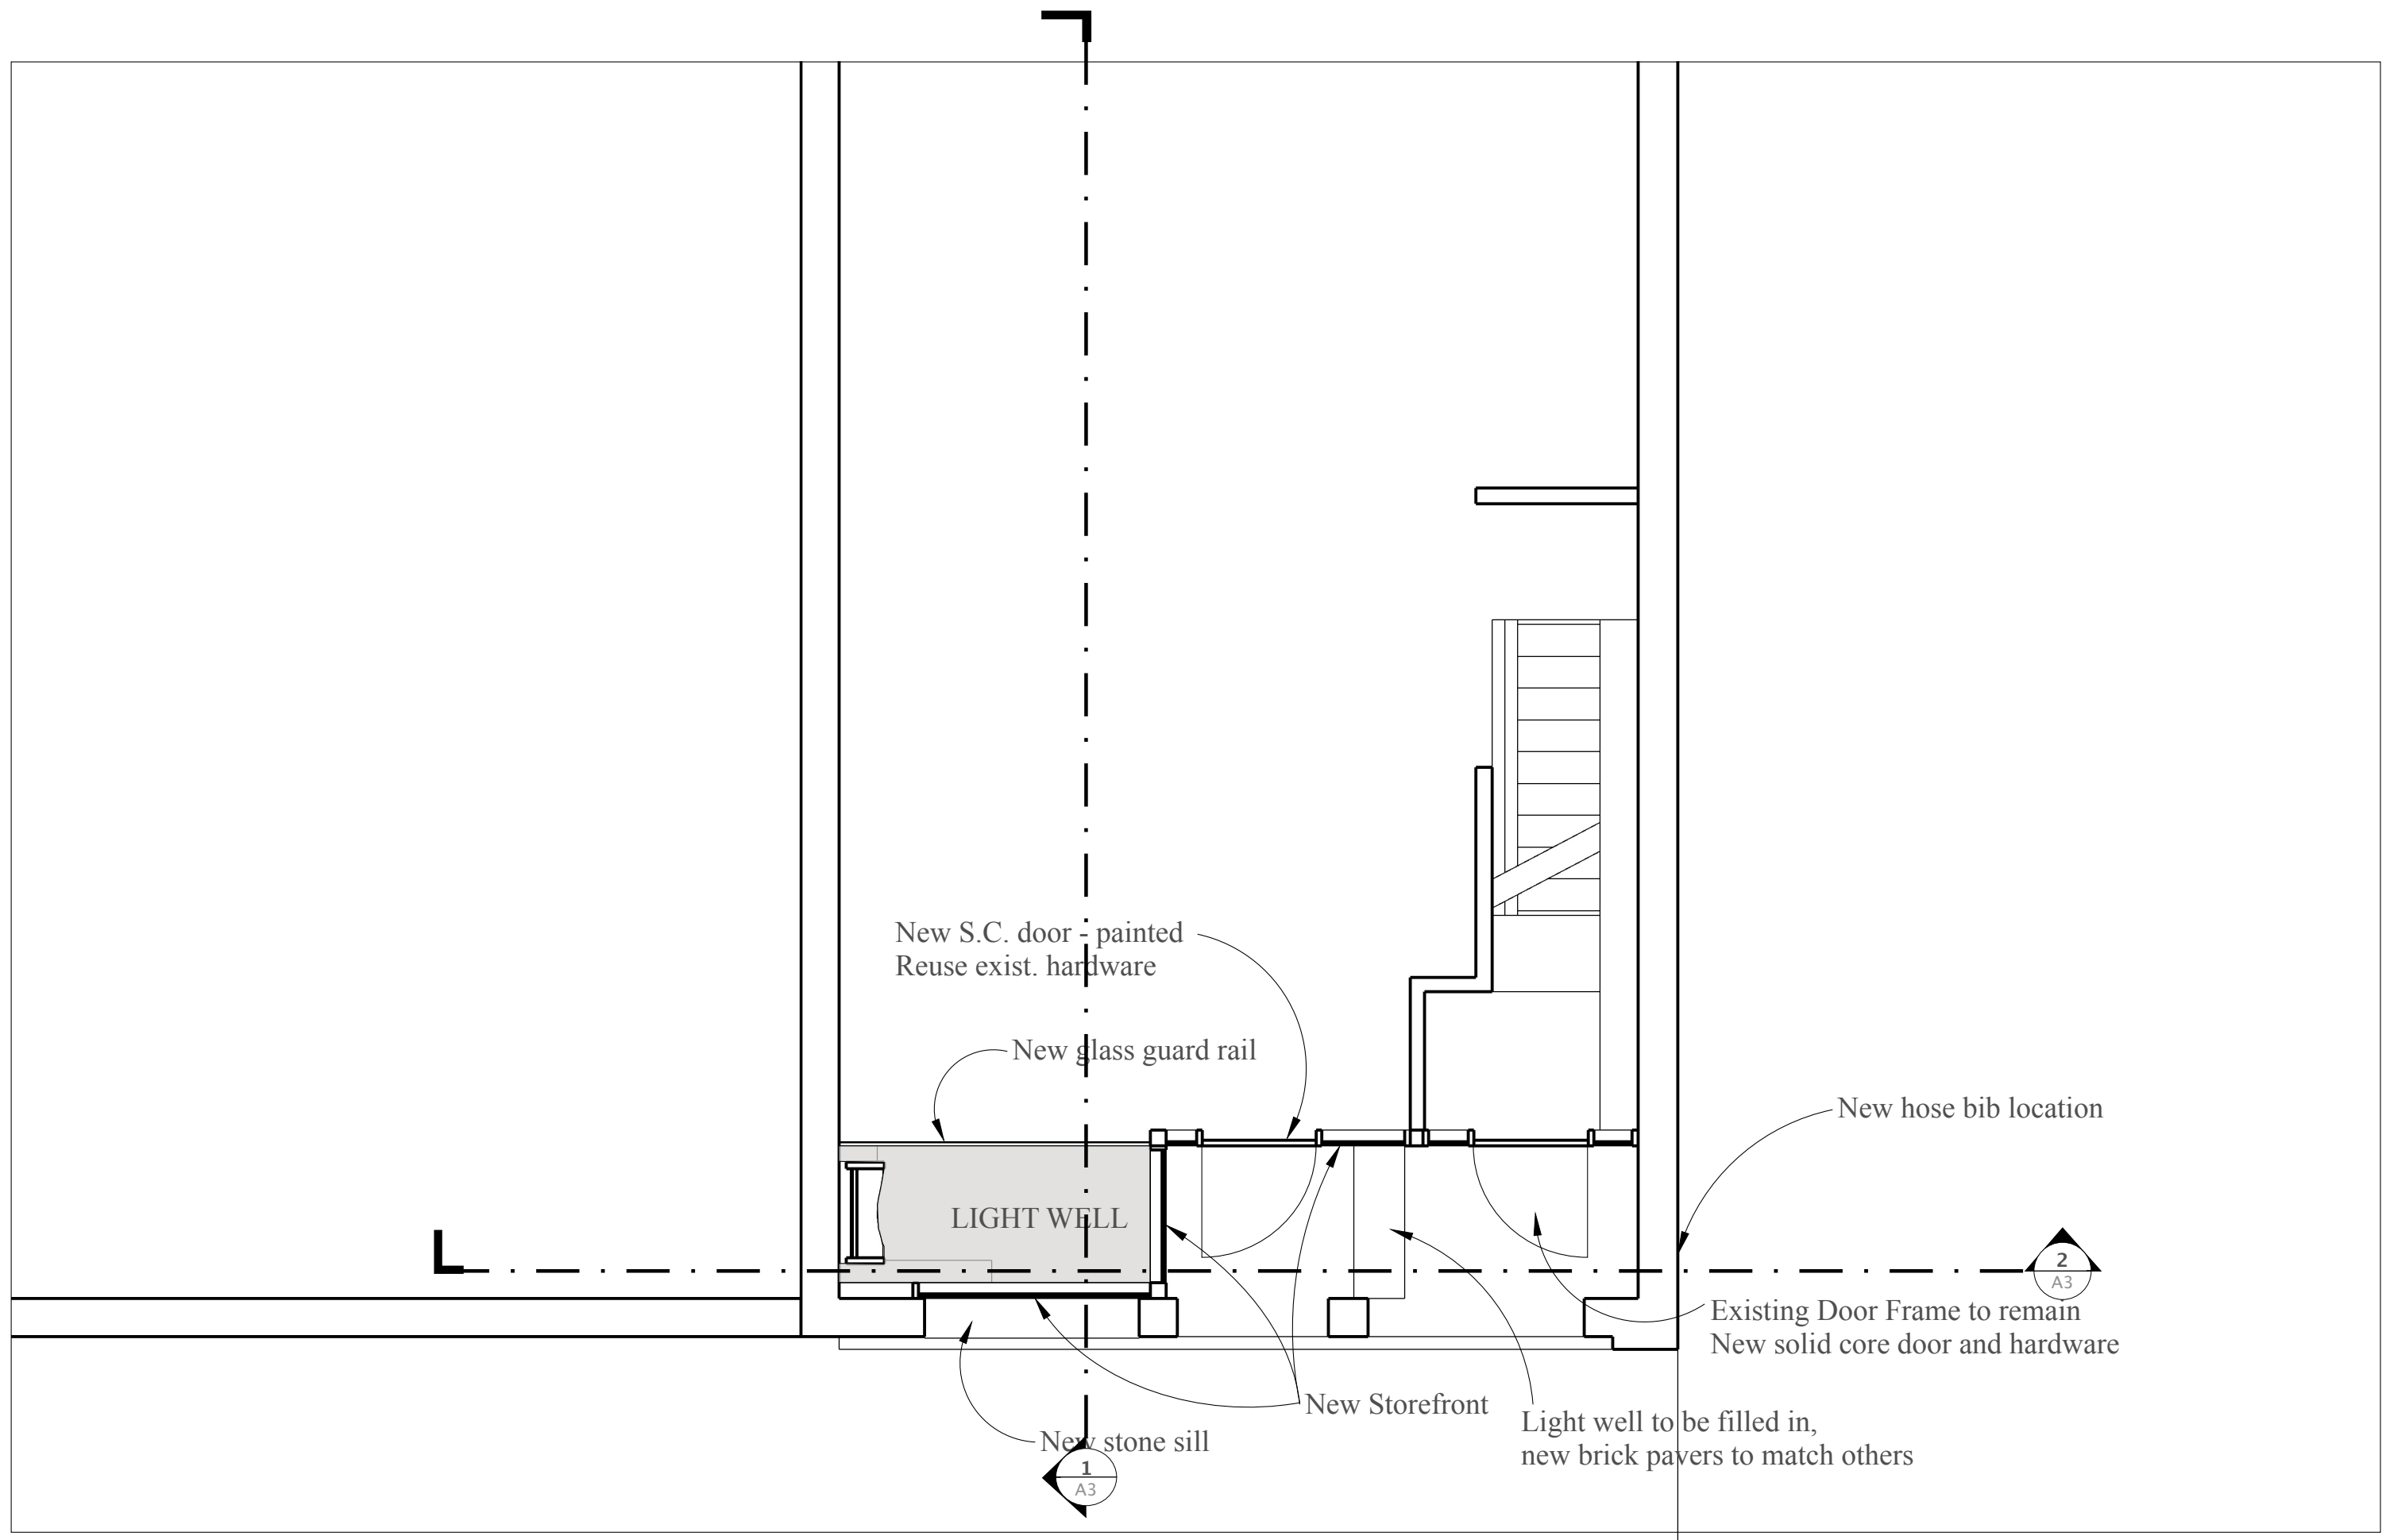 New S.C. door - painted
Reuse exist. hardware
New glass guard rail
New hose bib location
LIGHT WELL
2
A3
Existing Door Frame to remain
New solid core door and hardware
New Storefront
Light well to be filled in,
new brick pavers to match others
New stone sill
1
A3